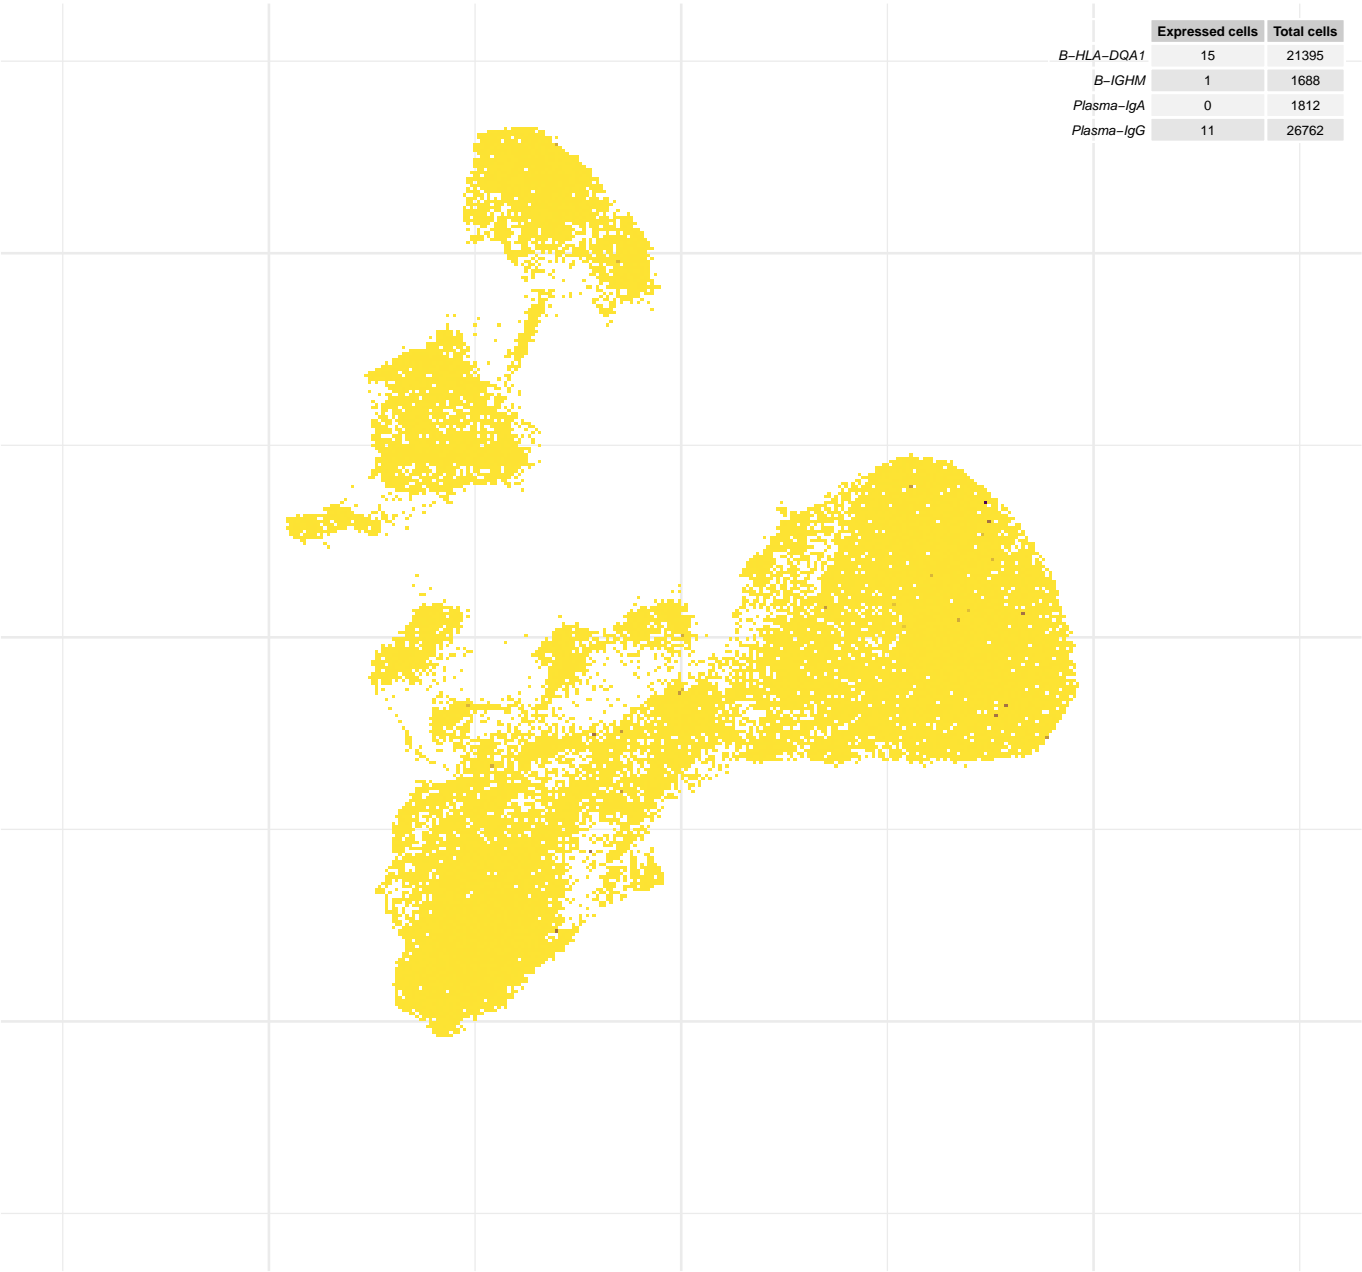 Expressed cells Total cells
B−HLA−DQA1 15 21395
B−IGHM 1 1688
Plasma−IgA 0 1812
Plasma−IgG 11 26762